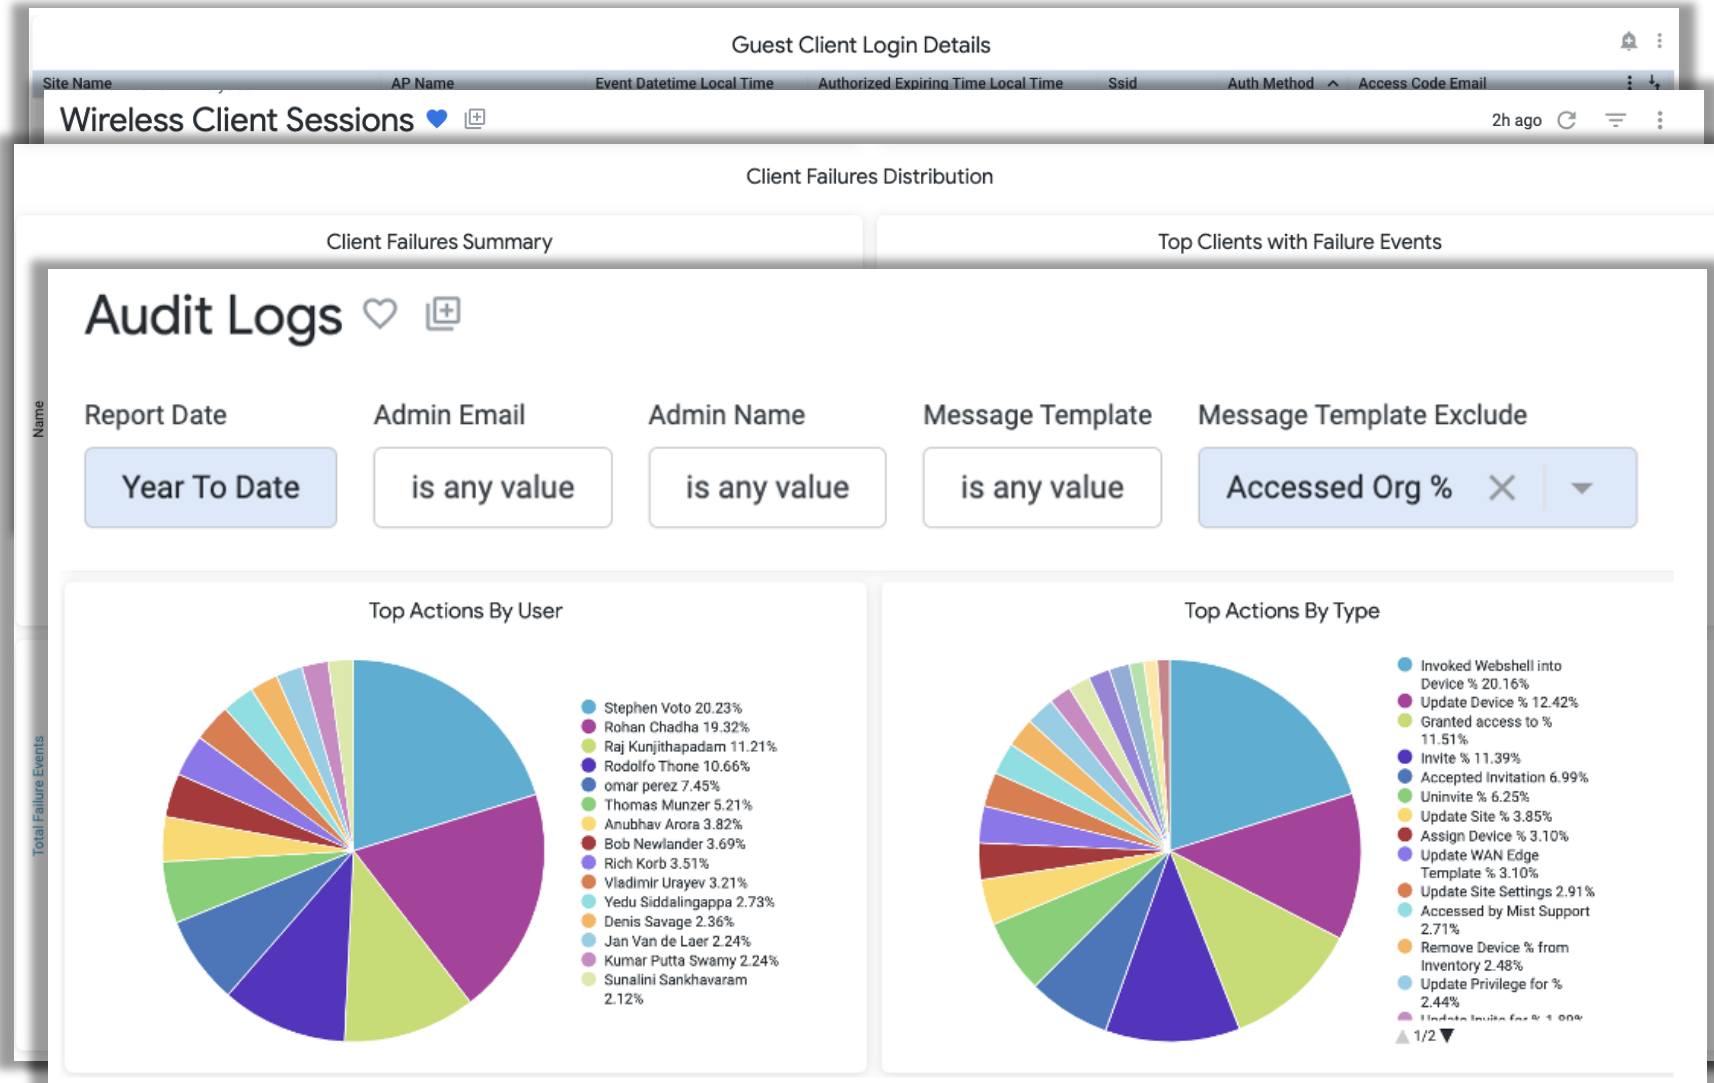 Guest Client Login Details
Site Name AP Name Event Datetime Local Time Authorized Expiring Time Local Time Ssid Auth Method Access Code Email
Wireless Client Sessions
2h ago
Client Failures Distribution
Client Failures Summary
Top Clients with Failure Events
Name
Total Failure Events
Audit Logs
Report Date Admin Email Admin Name Message Template Message Template Exclude
Year To Date is any value is any value is any value Accessed Org %
Top Actions By User
Stephen Voto 20.23%
Rohan Chadha 19.32%
Raj Kunjithapadam 11.21%
Rodolfo Thone 10.66%
omar perez 7.45%
Thomas Munzer 5.21%
Anubhav Arora 3.82%
Bob Newlander 3.69%
Rich Korb 3.51%
Vladimir Urayev 3.21%
Yedu Siddalingappa 2.73%
Denis Savage 2.36%
Jan Van de Laer 2.24%
Kumar Putta Swamy 2.24%
Sunalini Sankhavaram
2.12%
Top Actions By Type
Invoked Webshell into
Device % 20.16%
Update Device % 12.42%
Granted access to %
11.51%
Invite % 11.39%
Accepted Invitation 6.99%
Uninvite % 6.25%
Update Site % 3.85%
Assign Device % 3.10%
Update WAN Edge
Template % 3.10%
Update Site Settings 2.91%
Accessed by Mist Support
2.71%
Remove Device % from
Inventory 2.48%
Update Privilege for %
2.44%
Update Invite for % 1.89%
1/2